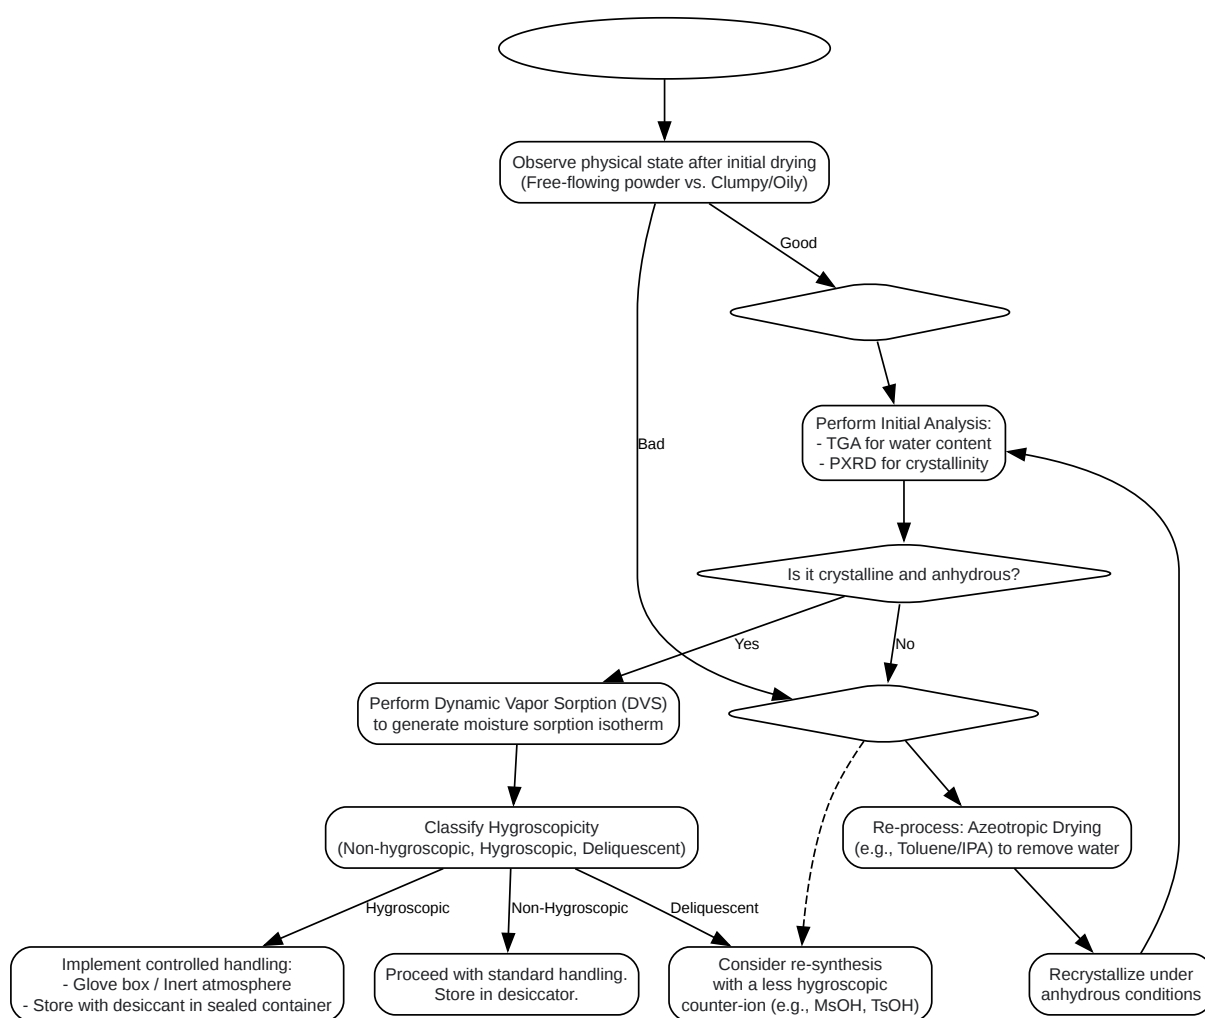 Observe physical state after initial drying
(Free-flowing powder vs. Clumpy/Oily)
Good
Bad
Perform Initial Analysis:
- TGA for water content
- PXRD for crystallinity
Is it crystalline and anhydrous?
Yes
No
Perform Dynamic Vapor Sorption (DVS)
to generate moisture sorption isotherm
Classify Hygroscopicity
(Non-hygroscopic, Hygroscopic, Deliquescent)
Re-process: Azeotropic Drying
(e.g., Toluene/IPA) to remove water
Hygroscopic
Non-Hygroscopic
Deliquescent
Implement controlled handling:
- Glove box / Inert atmosphere
- Store with desiccant in sealed container
Proceed with standard handling.
Store in desiccator.
Consider re-synthesis
with a less hygroscopic
counter-ion (e.g., MsOH, TsOH)
Recrystallize under
anhydrous conditions